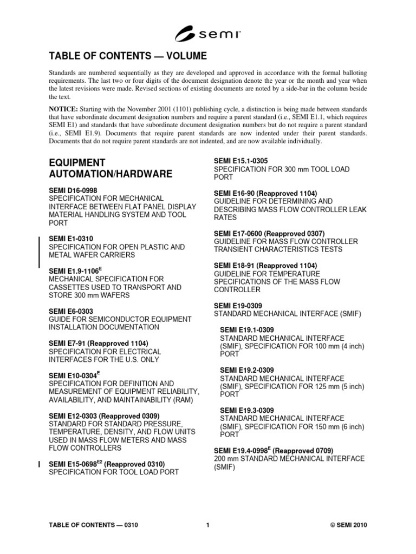 semi
TABLE OF CONTENTS — VOLUME
Standards are numbered sequentially as they are developed and approved in accordance with the formal balloting
requirements. The last two or four digits of the document designation denote the year or the month and year when
the latest revisions were made. Revised sections of existing documents are noted by a side-bar in the column beside
the text.
NOTICE: Starting with the November 2001 (1101) publishing cycle, a distinction is being made between standards
that have subordinate document designation numbers and require a parent standard (i.e., SEMI E1.1, which requires
SEMI E1) and standards that have subordinate document designation numbers but do not require a parent standard
(i.e., SEMI E1.9). Documents that require parent standards are now indented under their parent standards.
Documents that do not require parent standards are not indented, and are now available individually.
EQUIPMENT
AUTOMATION/HARDWARE
SEMI D16-0998
SPECIFICATION FOR MECHANICAL
INTERFACE BETWEEN FLAT PANEL DISPLAY
MATERIAL HANDLING SYSTEM AND TOOL
PORT
SEMI E1-0310
SPECIFICATION FOR OPEN PLASTIC AND
METAL WAFER CARRIERS
SEMI E1.9-1106E
MECHANICAL SPECIFICATION FOR
CASSETTES USED TO TRANSPORT AND
STORE 300 mm WAFERS
SEMI E6-0303
GUIDE FOR SEMICONDUCTOR EQUIPMENT
INSTALLATION DOCUMENTATION
SEMI E7-91 (Reapproved 1104)
SPECIFICATION FOR ELECTRICAL
INTERFACES FOR THE U.S. ONLY
SEMI E10-0304E
SPECIFICATION FOR DEFINITION AND
MEASUREMENT OF EQUIPMENT RELIABILITY,
AVAILABILITY, AND MAINTAINABILITY (RAM)
SEMI E12-0303 (Reapproved 0309)
STANDARD FOR STANDARD PRESSURE,
TEMPERATURE, DENSITY, AND FLOW UNITS
USED IN MASS FLOW METERS AND MASS
FLOW CONTROLLERS
SEMI E15-0698E2 (Reapproved 0310)
SPECIFICATION FOR TOOL LOAD PORT
SEMI E15.1-0305
SPECIFICATION FOR 300 mm TOOL LOAD
PORT
SEMI E16-90 (Reapproved 1104)
GUIDELINE FOR DETERMINING AND
DESCRIBING MASS FLOW CONTROLLER LEAK
RATES
SEMI E17-0600 (Reapproved 0307)
GUIDELINE FOR MASS FLOW CONTROLLER
TRANSIENT CHARACTERISTICS TESTS
SEMI E18-91 (Reapproved 1104)
GUIDELINE FOR TEMPERATURE
SPECIFICATIONS OF THE MASS FLOW
CONTROLLER
SEMI E19-0309
STANDARD MECHANICAL INTERFACE (SMIF)
SEMI E19.1-0309
STANDARD MECHANICAL INTERFACE
(SMIF), SPECIFICATION FOR 100 mm (4 inch)
PORT
SEMI E19.2-0309
STANDARD MECHANICAL INTERFACE
(SMIF), SPECIFICATION FOR 125 mm (5 inch)
PORT
SEMI E19.3-0309
STANDARD MECHANICAL INTERFACE
(SMIF), SPECIFICATION FOR 150 mm (6 inch)
PORT
SEMI E19.4-0998E (Reapproved 0709)
200 mm STANDARD MECHANICAL INTERFACE
(SMIF)
TABLE OF CONTENTS — 0310 1 © SEMI 2010